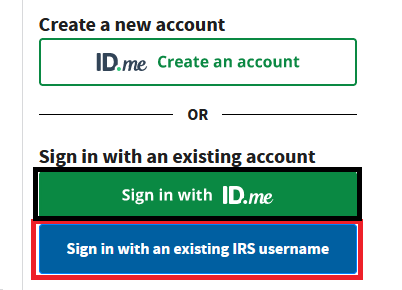 Create a new account
ID.me Create an account
OR
Sign in with an existing account
Sign in with ID.me
Sign in with an existing IRS username